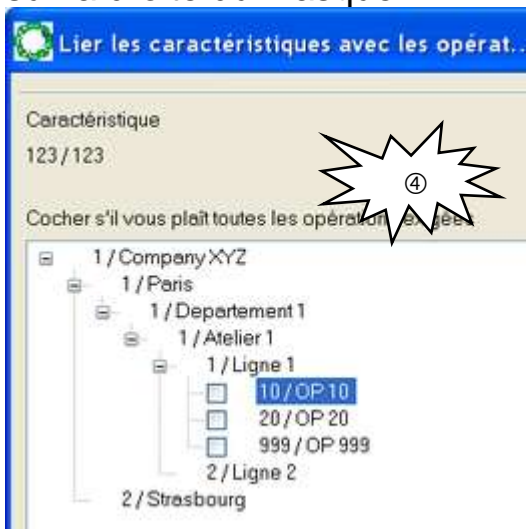 Lier les caractéristiques avec les opérat..
Caractéristique
123 / 123
④
Cocher s'il vous plaît toutes les
1 / Company XYZ
1 / Paris
1 / Departement 1
1 / Atelier 1
1 / Ligne 1
10 / OP 10
20 / OP 20
999 / OP 999
2 / Ligne 2
2 / Strasbourg